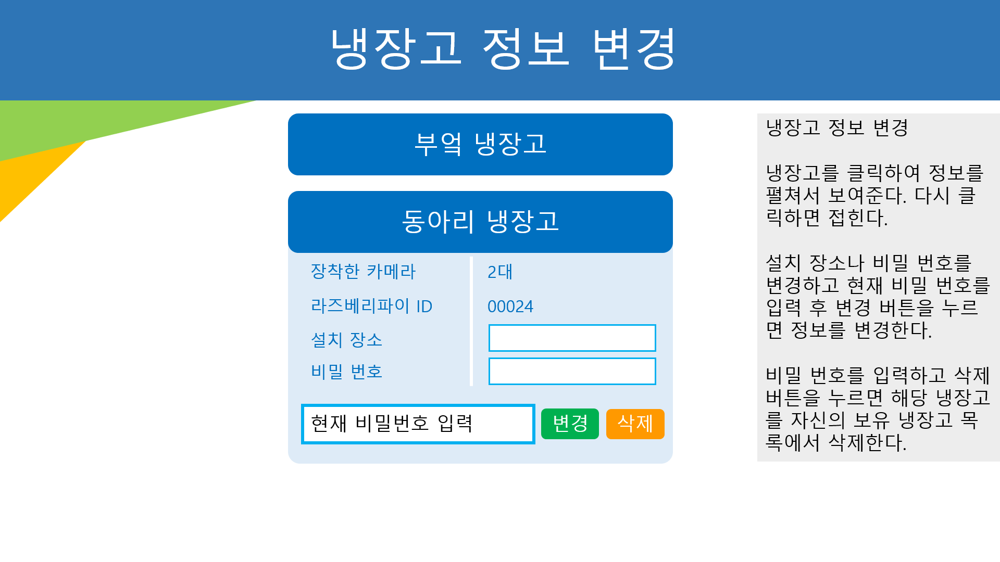 냉장고 정보 변경
부엌 냉장고
동아리 냉장고
장착한 카메라 2대
라즈베리파이 ID 00024
설치 장소
비밀 번호
현재 비밀번호 입력 변경 삭제
냉장고 정보 변경
냉장고를 클릭하여 정보를
펼쳐서 보여준다. 다시 클
릭하면 접힌다.
설치 장소나 비밀 번호를
변경하고 현재 비밀 번호를
입력 후 변경 버튼을 누르
면 정보를 변경한다.
비밀 번호를 입력하고 삭제
버튼을 누르면 해당 냉장고
를 자신의 보유 냉장고 목
록에서 삭제한다.